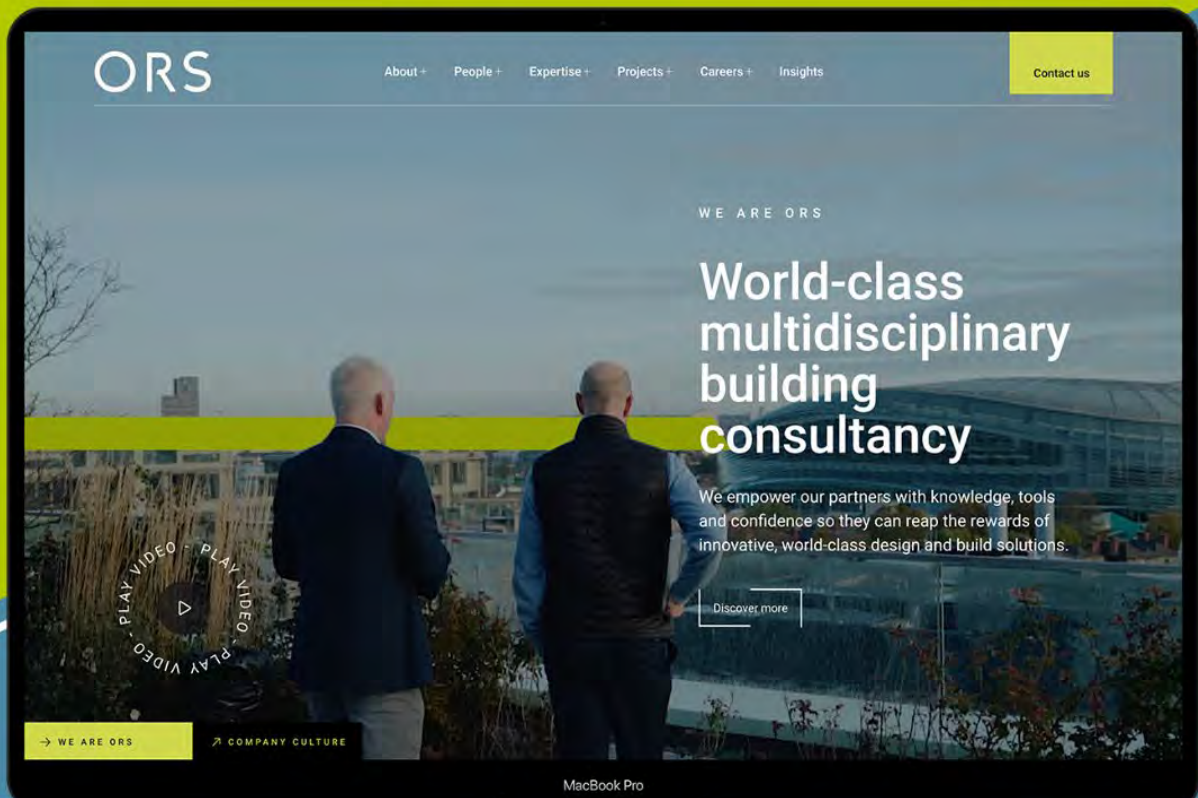 ORS
About +
People +
Expertise +
Projects +
Careers +
Insights
Contact us
WE ARE ORS
World-class
multidisciplinary
building
consultancy
We empower our partners with knowledge, tools
and confidence so they can reap the rewards of
innovative, world-class design and build solutions.
Discover more
PLAY VIDEO - PLAY VIDEO - PLAY VIDEO -
→ WE ARE ORS
↗ COMPANY CULTURE
MacBook Pro